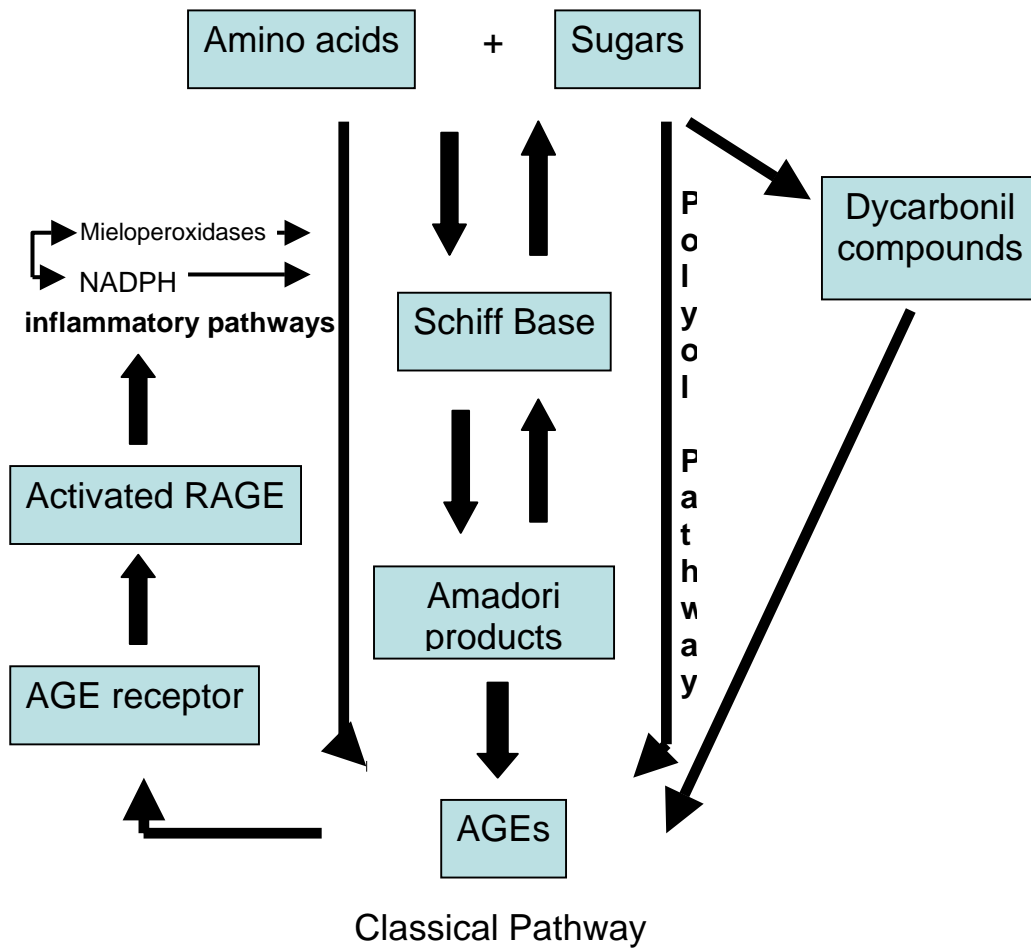 Amino acids + Sugars
Dycarbonil
compounds
Mieloperoxidases
NADPH
inflammatory pathways
Schiff Base
Polyol Pathway
Activated RAGE
Amadori
products
AGE receptor
AGEs
Classical Pathway